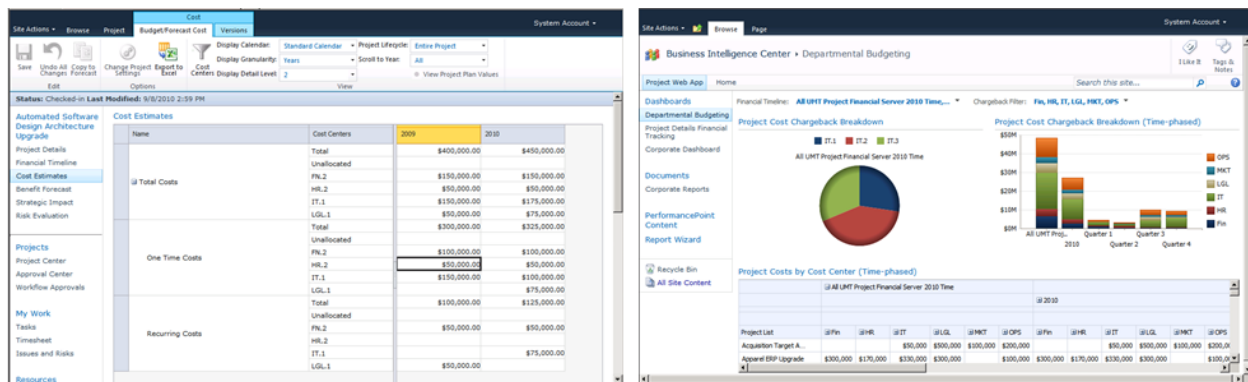 Cost
System Account
Site Actions Browse Project Budget/Forecast Cost Versions
Display Calendar: Standard Calendar Project Lifecycle: Entire Project
Display Granularity: Years Scroll to Year: All
Save Undo All Changes Copy to Forecast Change Project Settings Export to Excel Cost Centers Display Detail Level: 2 View Project Plan Values
Edit Options View
Status: Checked-in Last Modified: 9/8/2010 2:59 PM
Automated Software Design Architecture Upgrade
Project Details
Financial Timeline
Cost Estimates
Benefit Forecast
Strategic Impact
Risk Evaluation
Projects
Project Center
Approval Center
Workflow Approvals
My Work
Tasks
Timesheet
Issues and Risks
Resources
Cost Estimates
Name Cost Centers 2009 2010
Total $400,000.00 $450,000.00
Unallocated
FN.2 $150,000.00 $150,000.00
Total Costs HR.2 $50,000.00 $50,000.00
IT.1 $150,000.00 $175,000.00
LGL.1 $50,000.00 $75,000.00
Total $300,000.00 $325,000.00
Unallocated
One Time Costs FN.2 $100,000.00 $100,000.00
HR.2 $50,000.00 $50,000.00
IT.1 $150,000.00 $100,000.00
LGL.1 $75,000.00
Total $100,000.00 $125,000.00
Unallocated
Recurring Costs FN.2 $50,000.00 $50,000.00
HR.2
IT.1 $75,000.00
LGL.1 $50,000.00
System Account
Site Actions Browse Page
Business Intelligence Center Departmental Budgeting
I Like It Tags & Notes
Project Web App Home Search this site...
Dashboards
Departmental Budgeting
Project Details Financial Tracking
Corporate Dashboard
Documents
Corporate Reports
PerformancePoint Content
Report Wizard
Recycle Bin
All Site Content
Financial Timeline: All UMT Project Financial Server 2010 Time,... Chargeback Filter: Fin, HR, IT, LGL, MKT, OPS
Project Cost Chargeback Breakdown
IT.1 IT.2 IT.3
All UMT Project Financial Server 2010 Time
Project Cost Chargeback Breakdown (Time-phased)
$50M
$40M
$30M
$20M
$10M
$0M
OPS
MKT
LGL
IT
HR
Fin
All UMT Proj... Quarter 1 Quarter 3
2010 Quarter 2 Quarter 4
Project Costs by Cost Center (Time-phased)
All UMT Project Financial Server 2010 Time
2010
Project List Fin HR IT LGL MKT OPS Fin HR IT LGL MKT OPS
Acquisition Target A... $50,000 $500,000 $100,000 $200,000 $50,000 $500,000 $100,000 $200,0
Apparel ERP Upgrade $300,000 $170,000 $330,000 $300,000 $100,000 $300,000 $170,000 $330,000 $300,000 $100,0